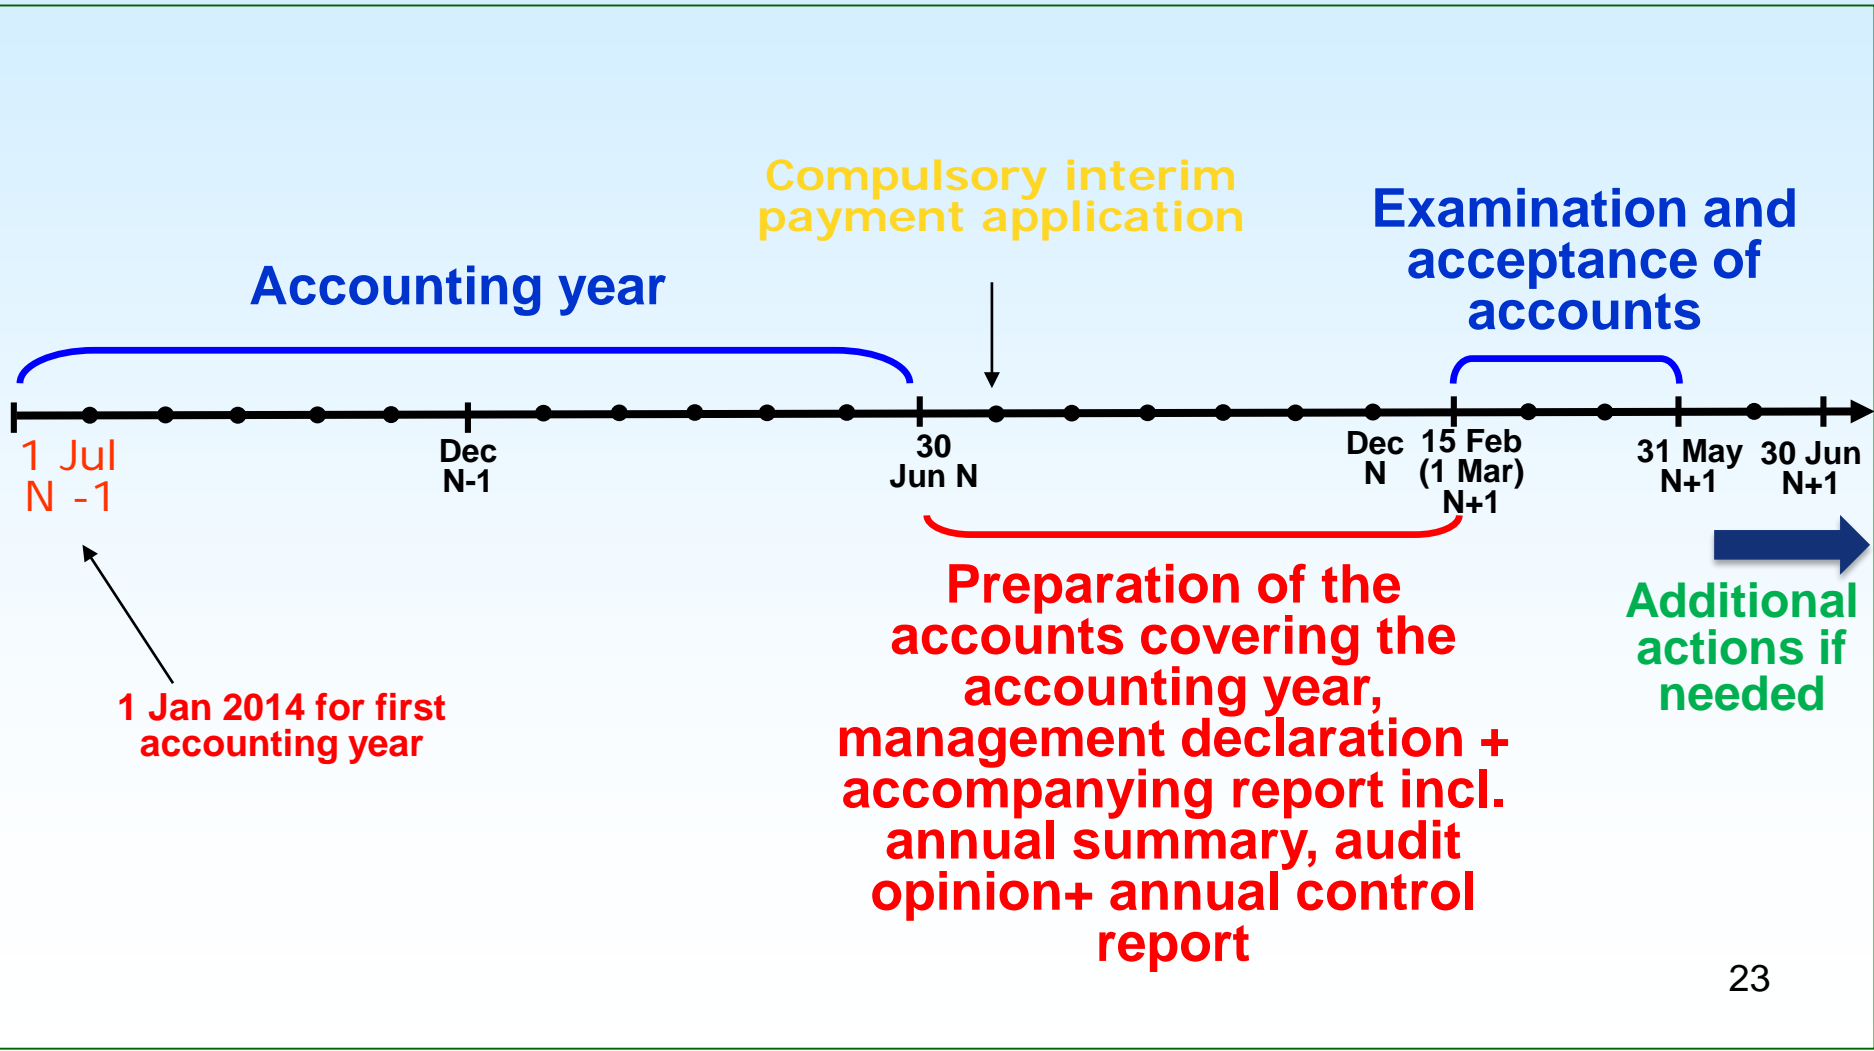 Compulsory interim
payment application
Examination and
acceptance of
accounts
Accounting year
1 Jul
N -1
Dec
N-1
30
Jun N
Dec
N
15 Feb
(1 Mar)
N+1
31 May
N+1
30 Jun
N+1
1 Jan 2014 for first
accounting year
Preparation of the
accounts covering the
accounting year,
management declaration +
accompanying report incl.
annual summary, audit
opinion+ annual control
report
Additional
actions if
needed
23